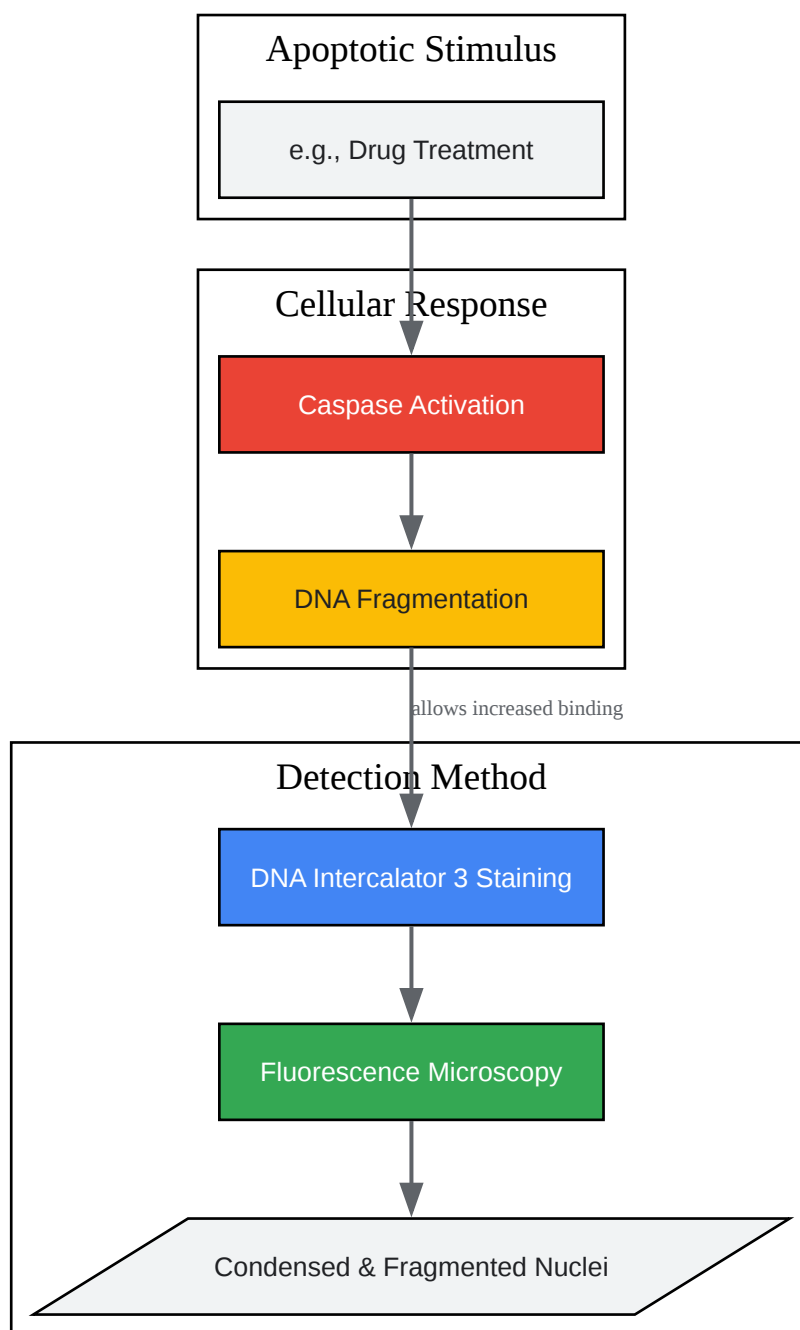 Apoptotic Stimulus
e.g., Drug Treatment
Cellular Response
Caspase Activation
DNA Fragmentation
allows increased binding
Detection Method
DNA Intercalator 3 Staining
Fluorescence Microscopy
Condensed & Fragmented Nuclei